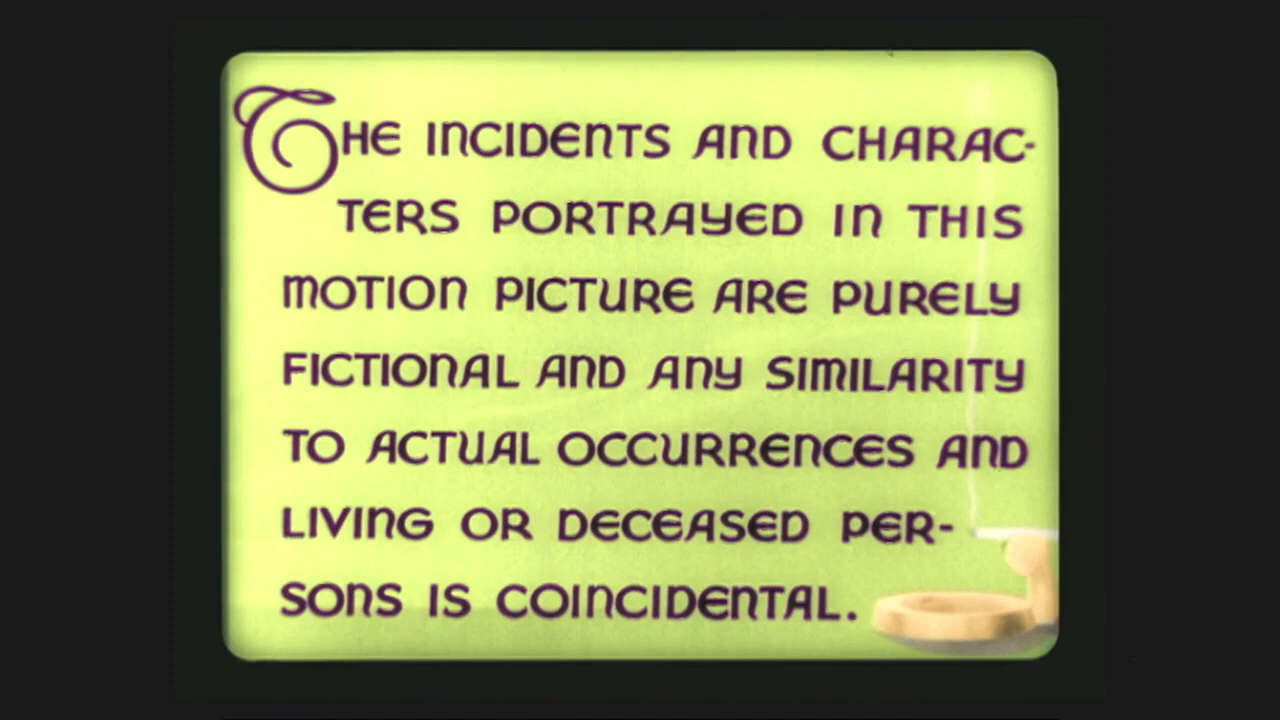 THE INCIDENTS AND CHARAC-
TERS PORTRAYED IN THIS
MOTION PICTURE ARE PURELY
FICTIONAL AND ANY SIMILARITY
TO ACTUAL OCCURRENCES AND
LIVING OR DECEASED PER-
SONS IS COINCIDENTAL.